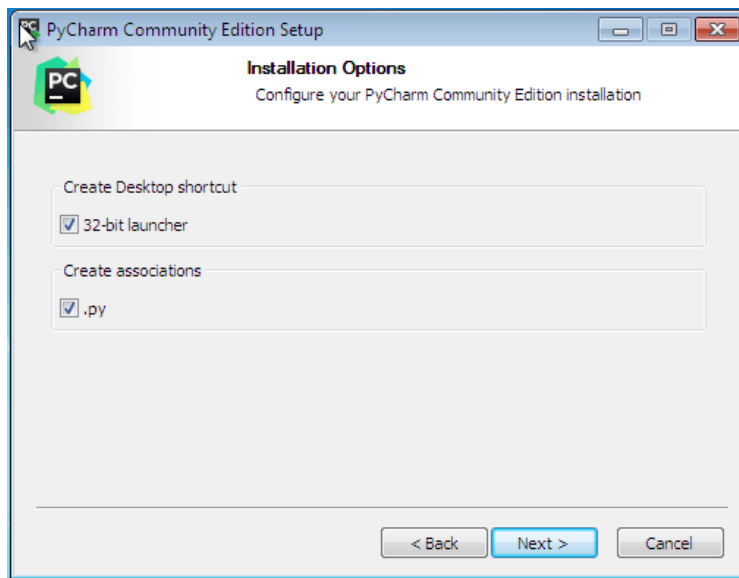 PyCharm Community Edition Setup
PC
Installation Options
Configure your PyCharm Community Edition installation
Create Desktop shortcut
32-bit launcher
Create associations
.py
< Back
Next >
Cancel